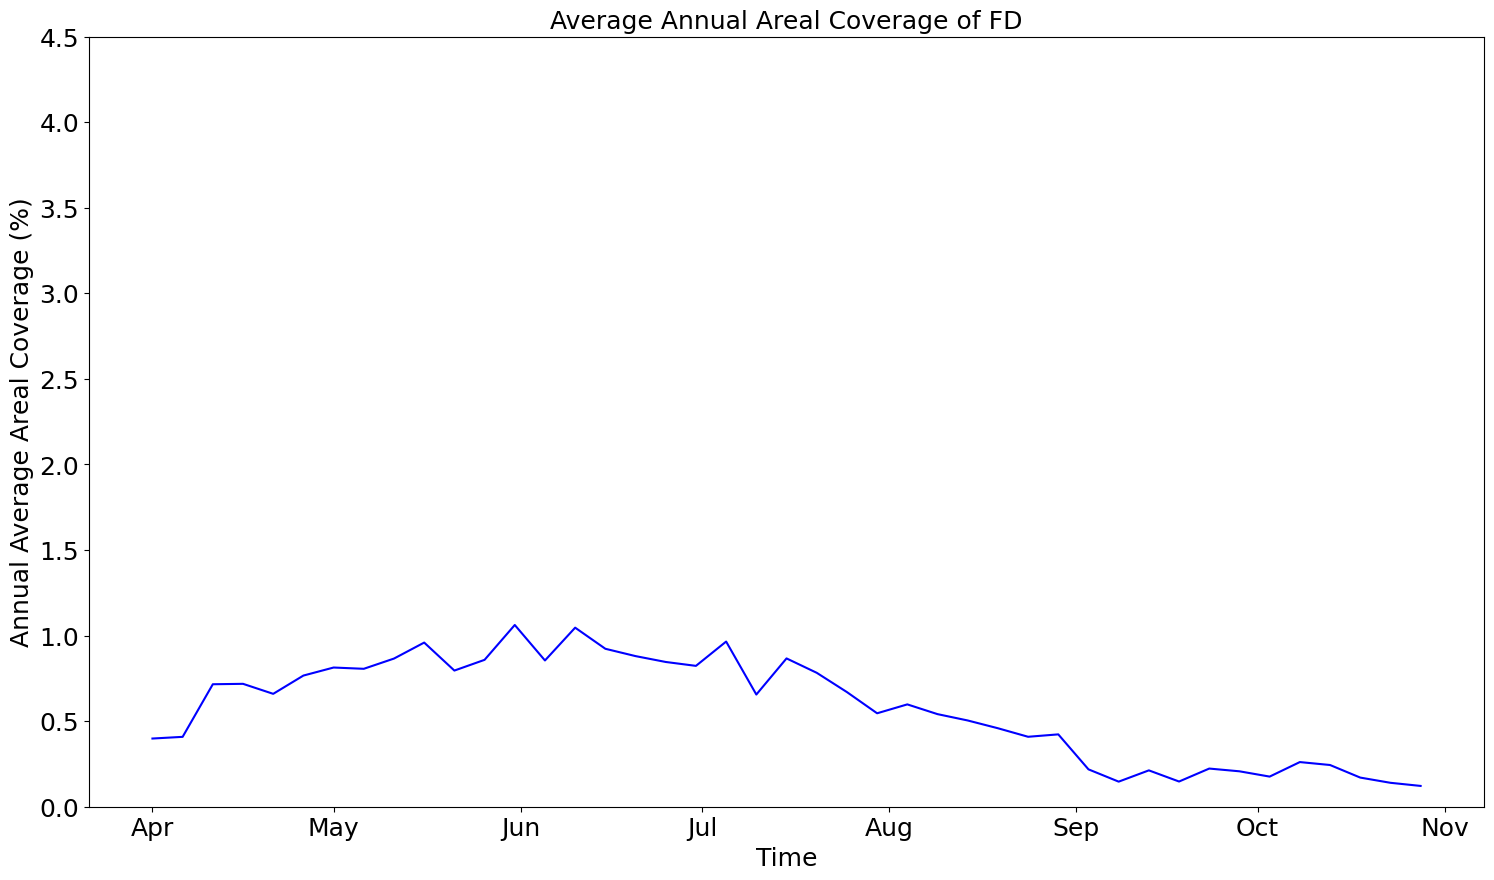 Average Annual Areal Coverage of FD
Annual Average Areal Coverage (%)
4.5
4.0
3.5
3.0
2.5
2.0
1.5
1.0
0.5
0.0
Apr May Jun Jul Aug Sep Oct Nov
Time